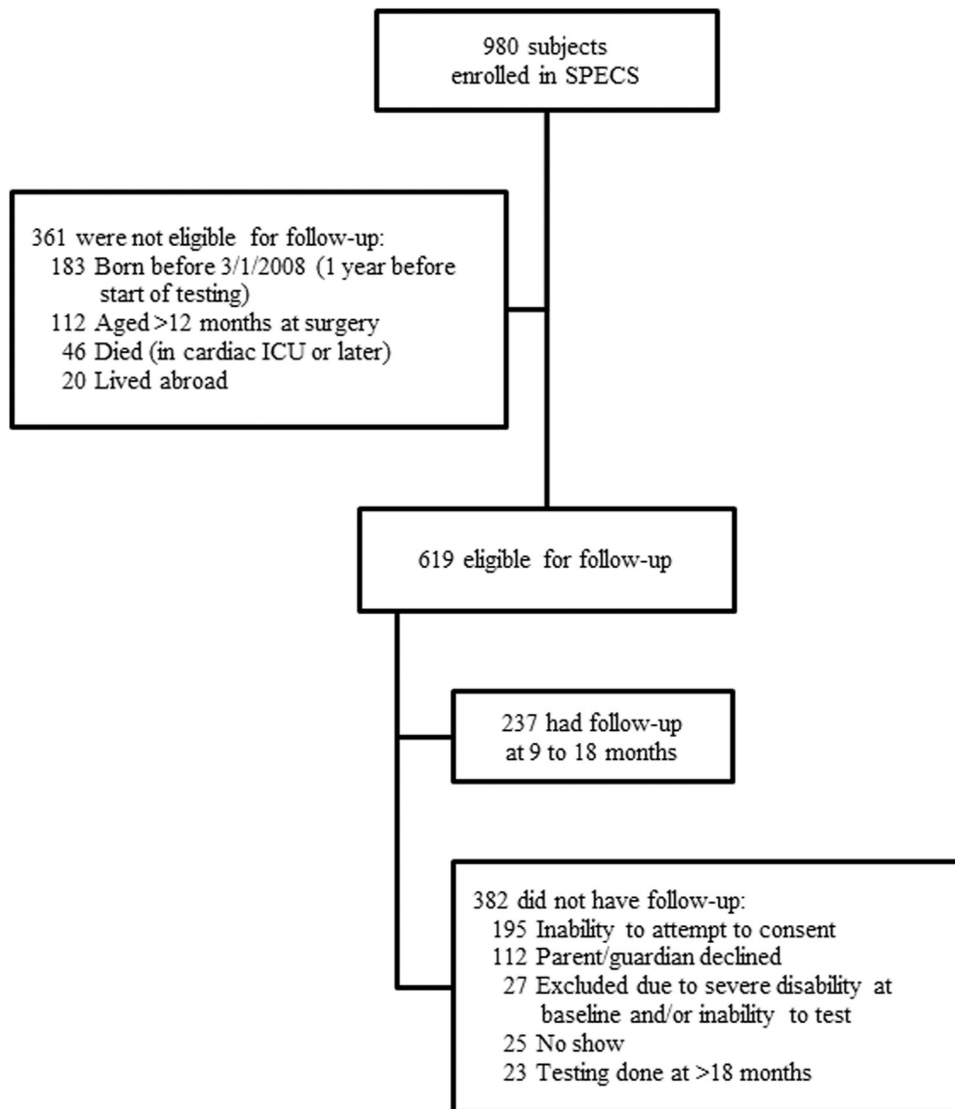 980 subjects
enrolled in SPECS
361 were not eligible for follow-up:
183 Born before 3/1/2008 (1 year before
start of testing)
112 Aged >12 months at surgery
46 Died (in cardiac ICU or later)
20 Lived abroad
619 eligible for follow-up
237 had follow-up
at 9 to 18 months
382 did not have follow-up:
195 Inability to attempt to consent
112 Parent/guardian declined
27 Excluded due to severe disability at
baseline and/or inability to test
25 No show
23 Testing done at >18 months